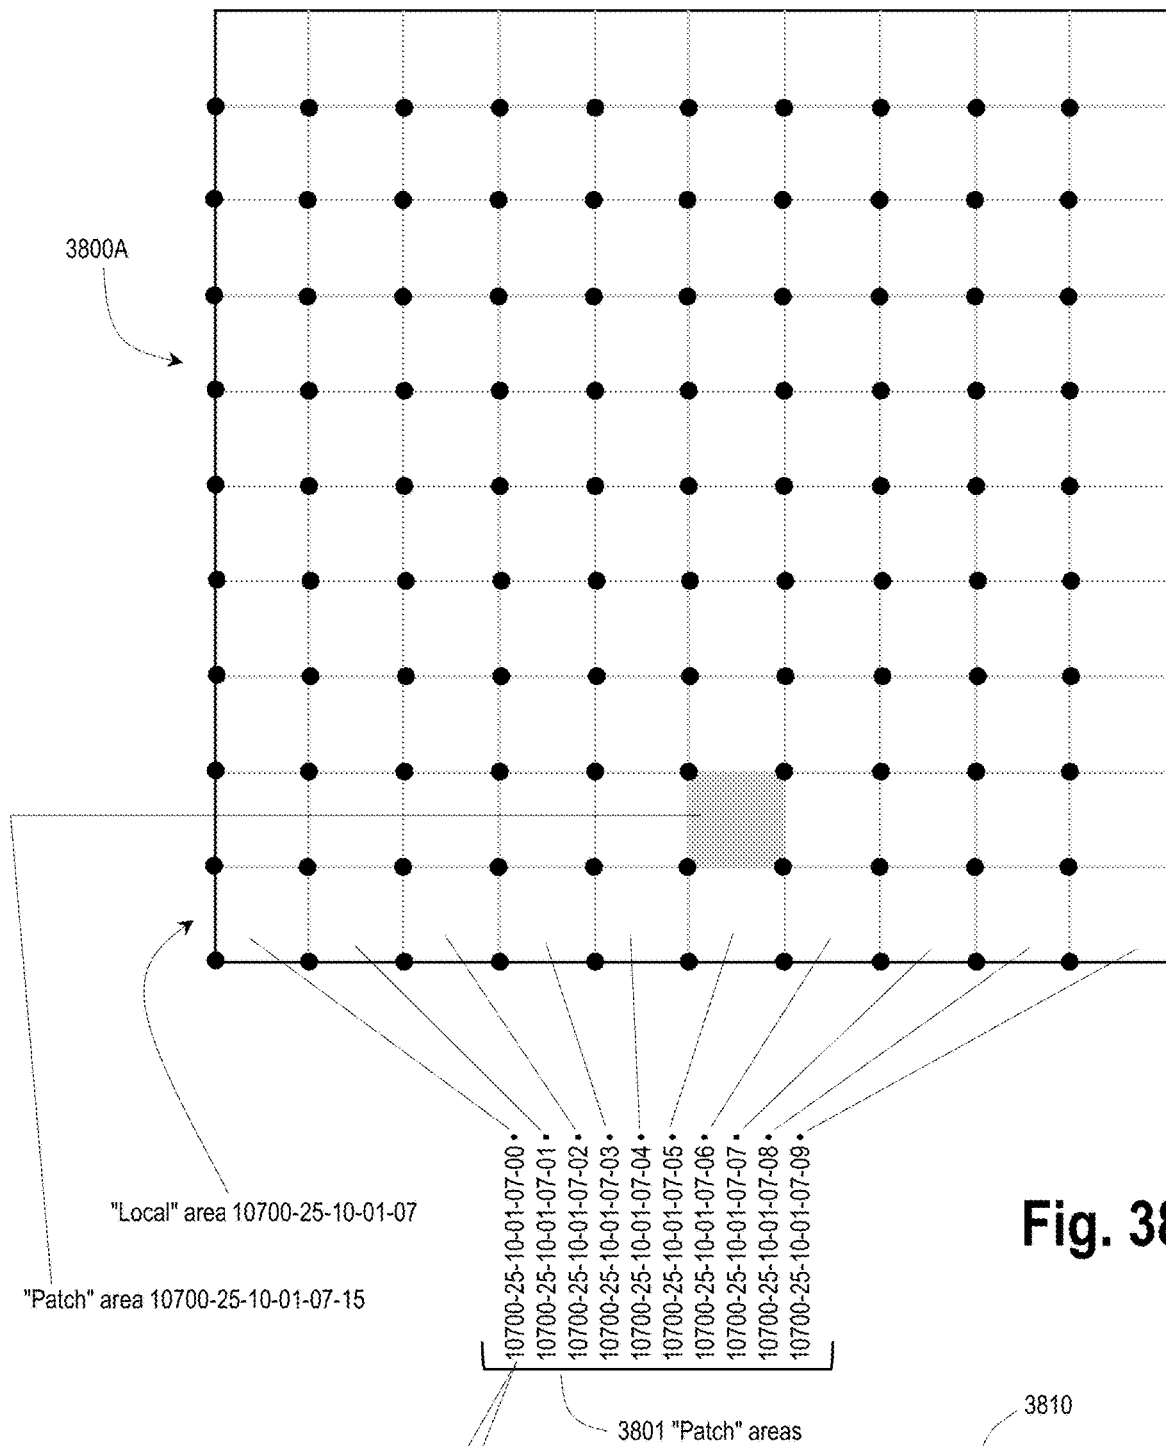 3800A
"Local" area 10700-25-10-01-07
"Patch" area 10700-25-10-01-07-15
10700-25-10-01-07-00
10700-25-10-01-07-01
10700-25-10-01-07-02
10700-25-10-01-07-03
10700-25-10-01-07-04
10700-25-10-01-07-05
10700-25-10-01-07-06
10700-25-10-01-07-07
10700-25-10-01-07-08
10700-25-10-01-07-09
Fig. 38
3801 "Patch" areas
3810